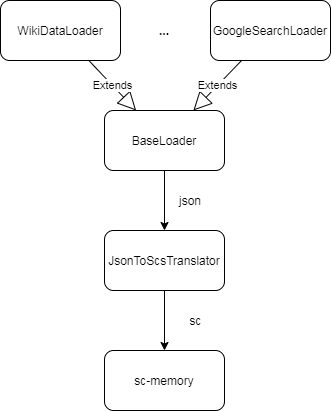 WikiDataLoader
...
GoogleSearchLoader
Extends
Extends
BaseLoader
json
JsonToScsTranslator
sc
sc-memory